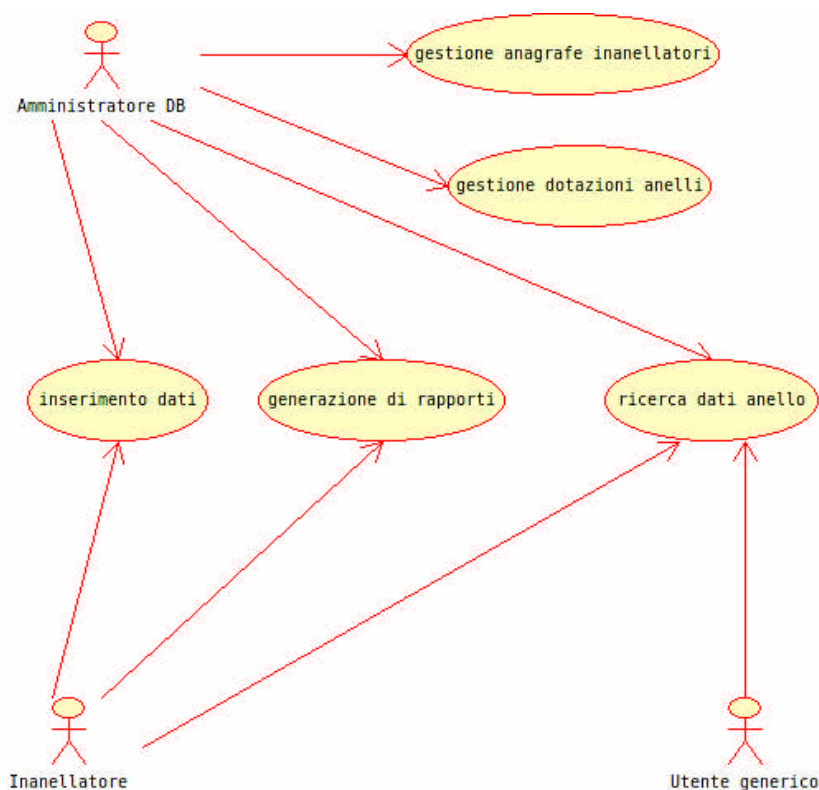 gestione anagrafe inanellatori
Amministratore DB
gestione dotazioni anelli
inserimento dati
generazione di rapporti
ricerca dati anello
Inanellatore
Utente generico